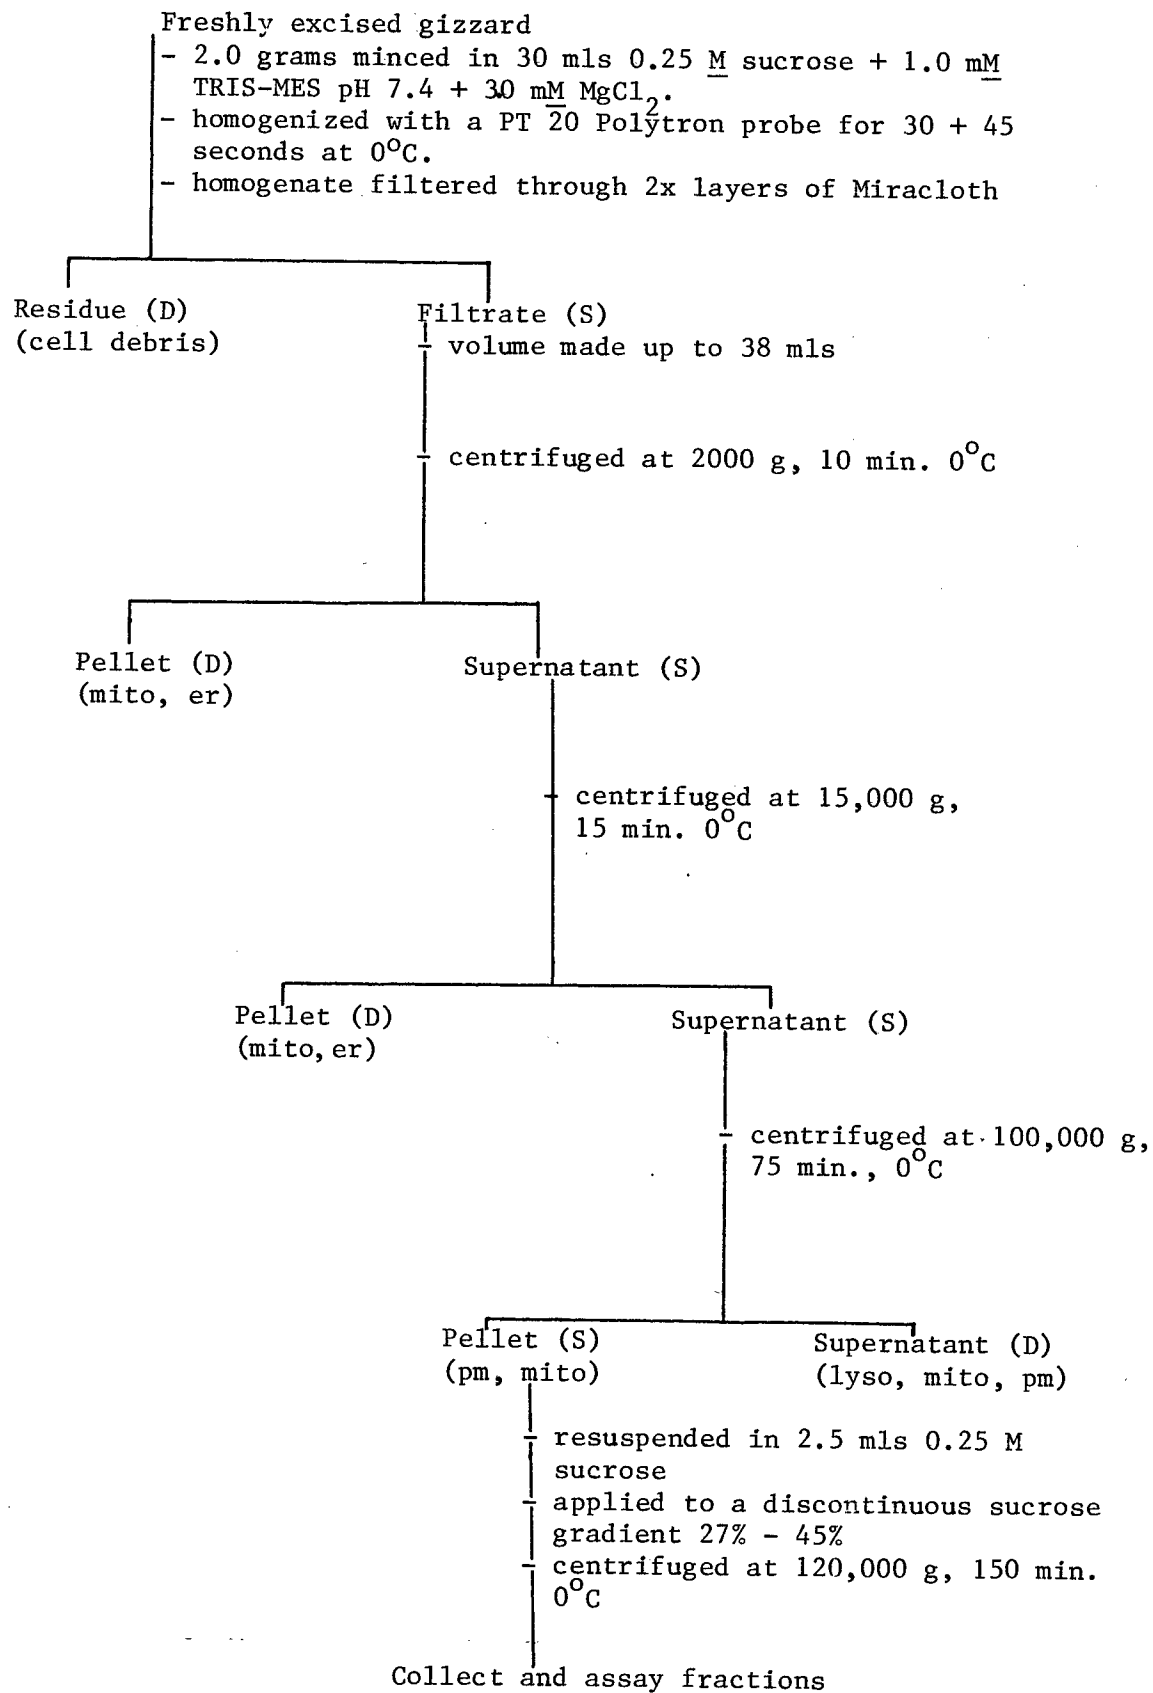 Freshly excised gizzard
- 2.0 grams minced in 30 mls 0.25 M sucrose + 1.0 mM
TRIS-MES pH 7.4 + 30 mM MgCl2.
- homogenized with a PT 20 Polytron probe for 30 + 45
seconds at 0°C.
- homogenate filtered through 2x layers of Miracloth
Residue (D)
(cell debris)
Filtrate (S)
- volume made up to 38 mls
- centrifuged at 2000 g, 10 min. 0°C
Pellet (D)
(mito, er)
Supernatant (S)
- centrifuged at 15,000 g,
15 min. 0°C
Pellet (D)
(mito, er)
Supernatant (S)
- centrifuged at 100,000 g,
75 min., 0°C
Pellet (S)
(pm, mito)
Supernatant (D)
(lyso, mito, pm)
- resuspended in 2.5 mls 0.25 M
sucrose
- applied to a discontinuous sucrose
gradient 27% - 45%
- centrifuged at 120,000 g, 150 min.
0°C
Collect and assay fractions